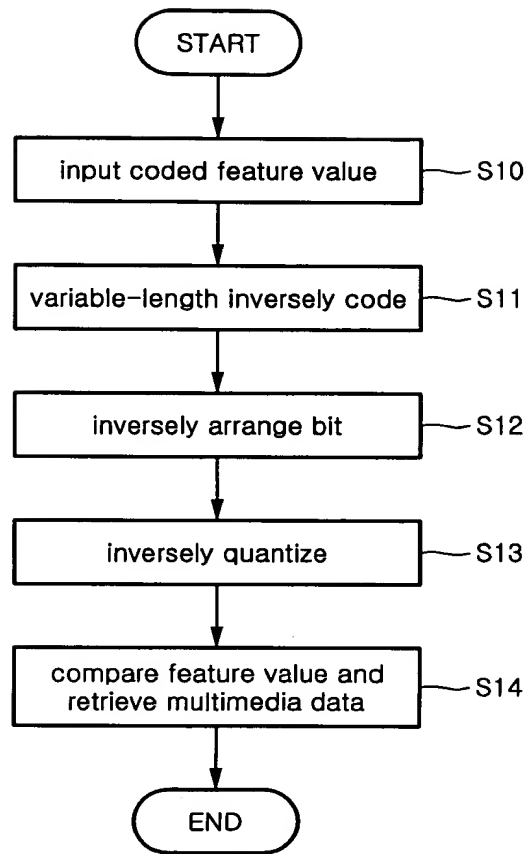 START
input coded feature value
S10
variable-length inversely code
S11
inversely arrange bit
S12
inversely quantize
S13
compare feature value and
retrieve multimedia data
S14
END